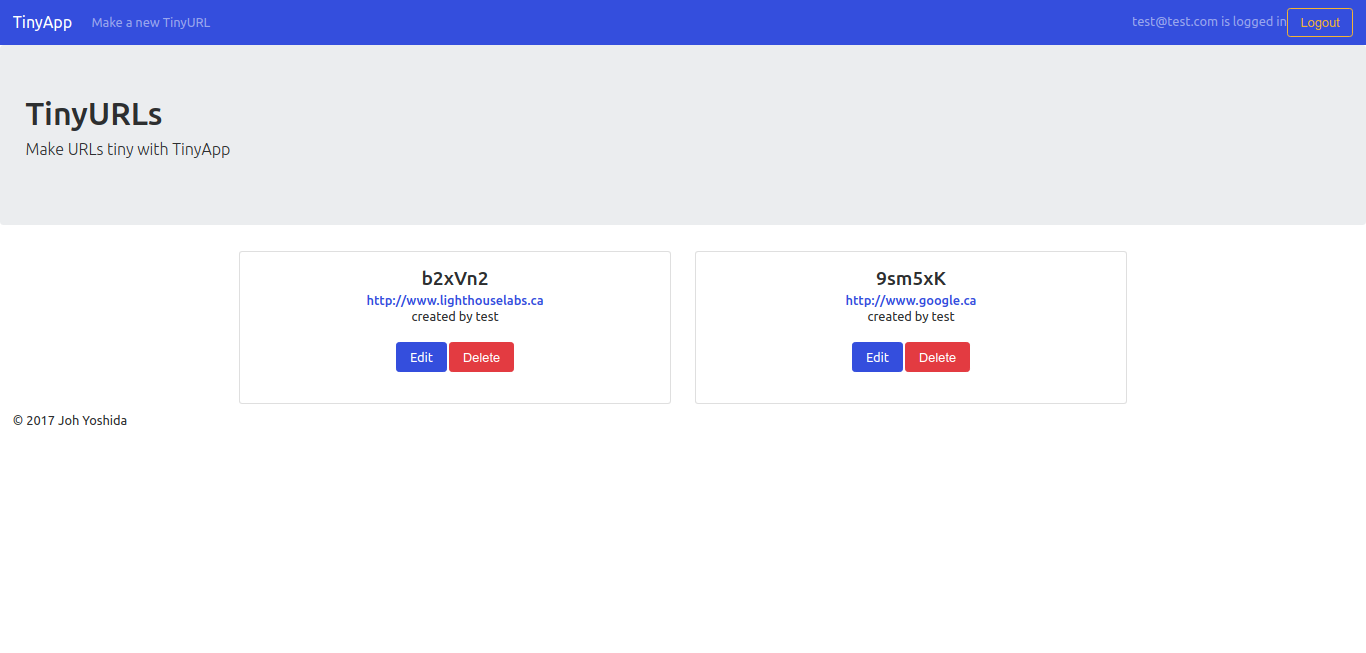 TinyApp Make a new TinyURL test@test.com is logged in Logout
TinyURLs
Make URLs tiny with TinyApp
b2xVn2
http://www.lighthouselabs.ca
created by test
Edit Delete
9sm5xK
http://www.google.ca
created by test
Edit Delete
© 2017 Joh Yoshida